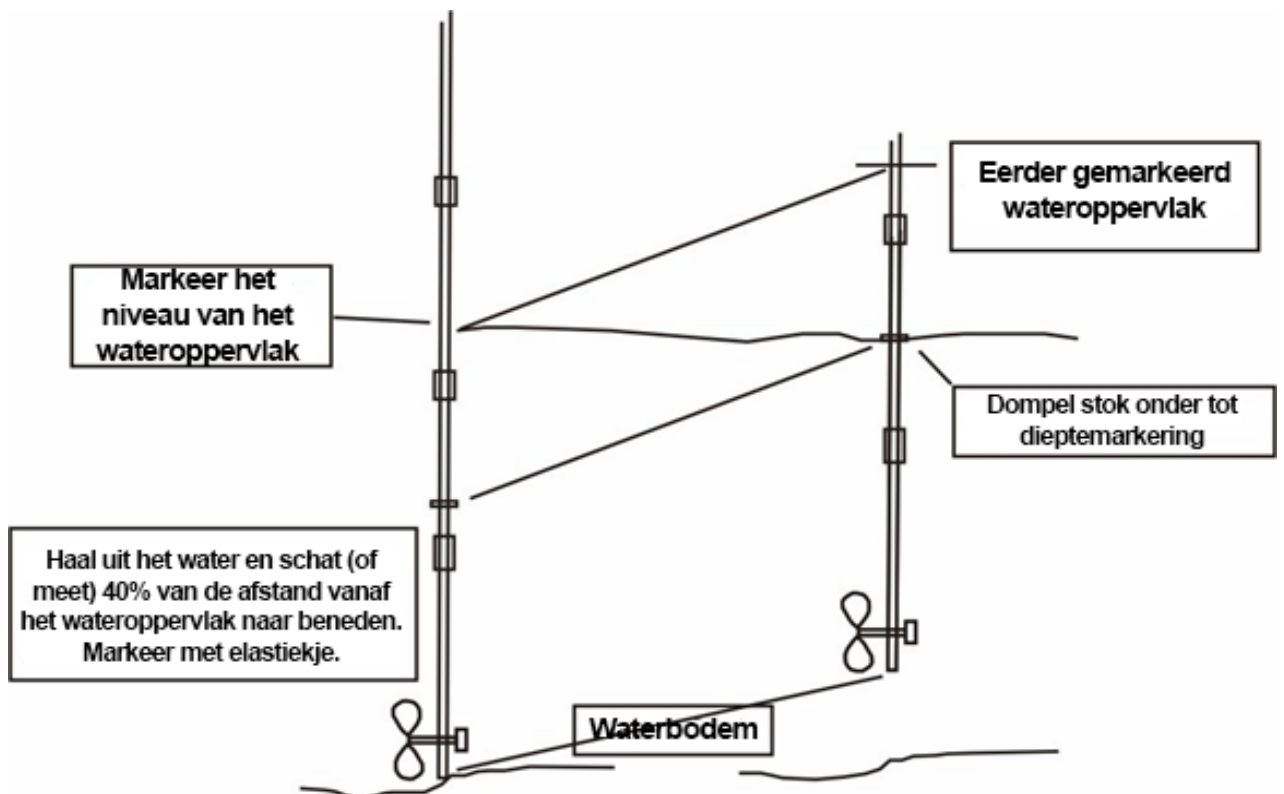 Eerder gemarkeerd
wateroppervlak
Markeer het
niveau van het
wateroppervlak
Dompel stok onder tot
dieptemarkering
Haal uit het water en schat (of
meet) 40% van de afstand vanaf
het wateroppervlak naar beneden.
Markeer met elastiekje.
Waterbodem